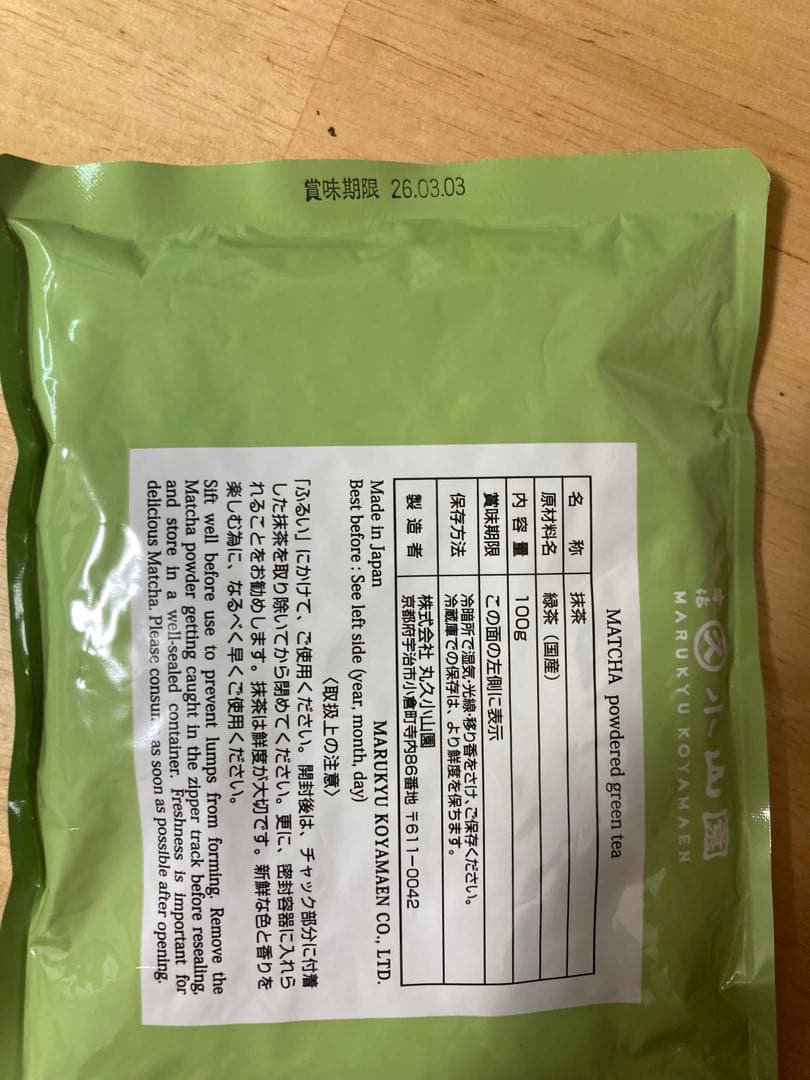 賞味期限 26.03.03
宇治
小山園
MARUKYU KOYAMAEN
MATCHA powdered green tea
名称 抹茶
原材料名 緑茶（国産）
内容量 100g
賞味期限 この面の左側に表示
保存方法 冷暗所で湿気・光線・移り香をさけ、ご保存ください。
冷蔵庫での保存は、より鮮度を保ちます。
製造者 株式会社 丸久小山園
京都府宇治市小倉町寺内86番地 〒611-0042
MARUKYU KOYAMAEN CO., LTD.
Made in Japan
Best before : See left side (year, month, day)
〈取扱上の注意〉
「ふるい」にかけて、ご使用ください。開封後は、チャック部分に付着
した抹茶を取り除いてから閉めてください。更に、密封容器に入れら
れることをお勧めします。抹茶は鮮度が大切です。新鮮な色と香りを
楽しむ為に、なるべく早くご使用ください。
Sift well before use to prevent lumps from forming. Remove the
Matcha powder getting caught in the zipper track before resealing,
and store in a well-sealed container. Freshness is important for
delicious Matcha. Please as soon as possible after opening.